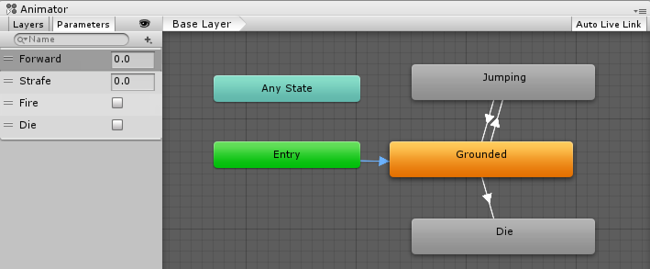 Animator
Layers Parameters
Base Layer
Auto Live Link
Name
Forward 0.0
Strafe 0.0
Fire
Die
Any State
Jumping
Entry
Grounded
Die